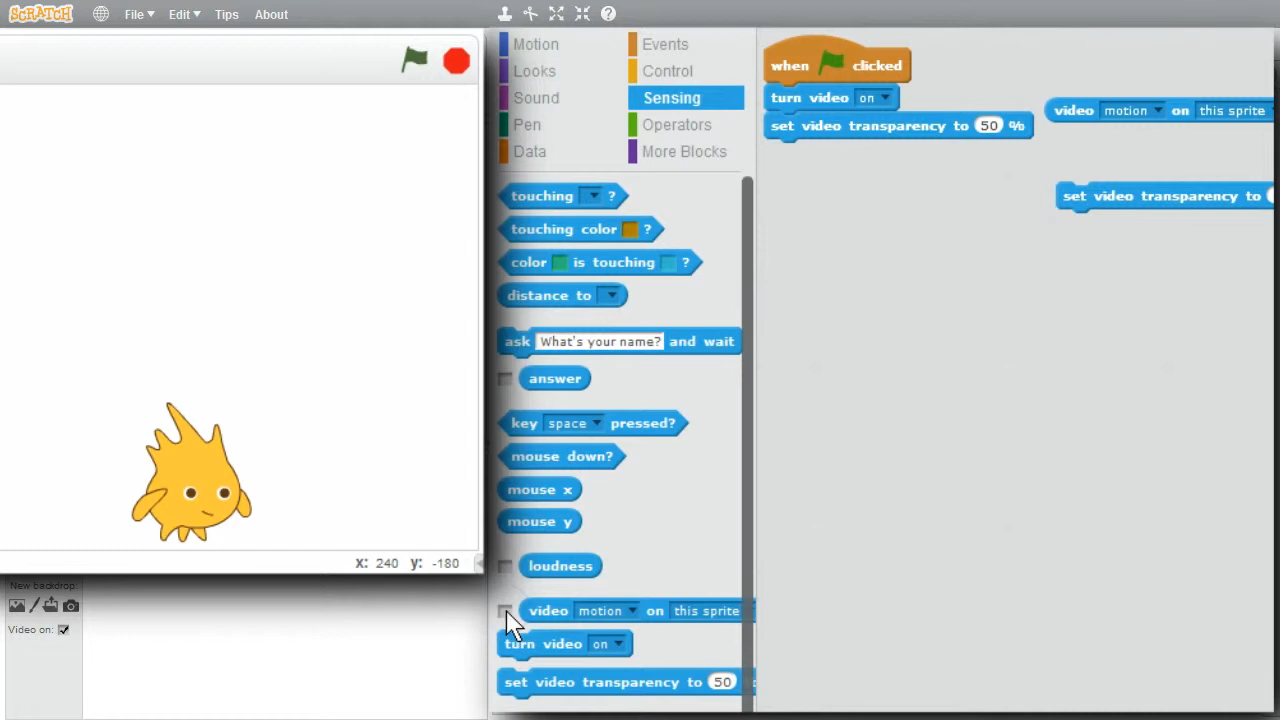 SCRATCH File Edit Tips About
Motion Events
Looks Control
Sound Sensing
Pen Operators
Data More Blocks
touching ?
touching color ?
color is touching ?
distance to
ask What's your name? and wait
answer
key space pressed?
mouse down?
mouse x
mouse y
loudness
video motion on this sprite
turn video on
set video transparency to 50
when clicked
turn video on
set video transparency to 50 %
video motion on this sprite
set video transparency to
x: 240 y: -180
New backdrop:
Video on: